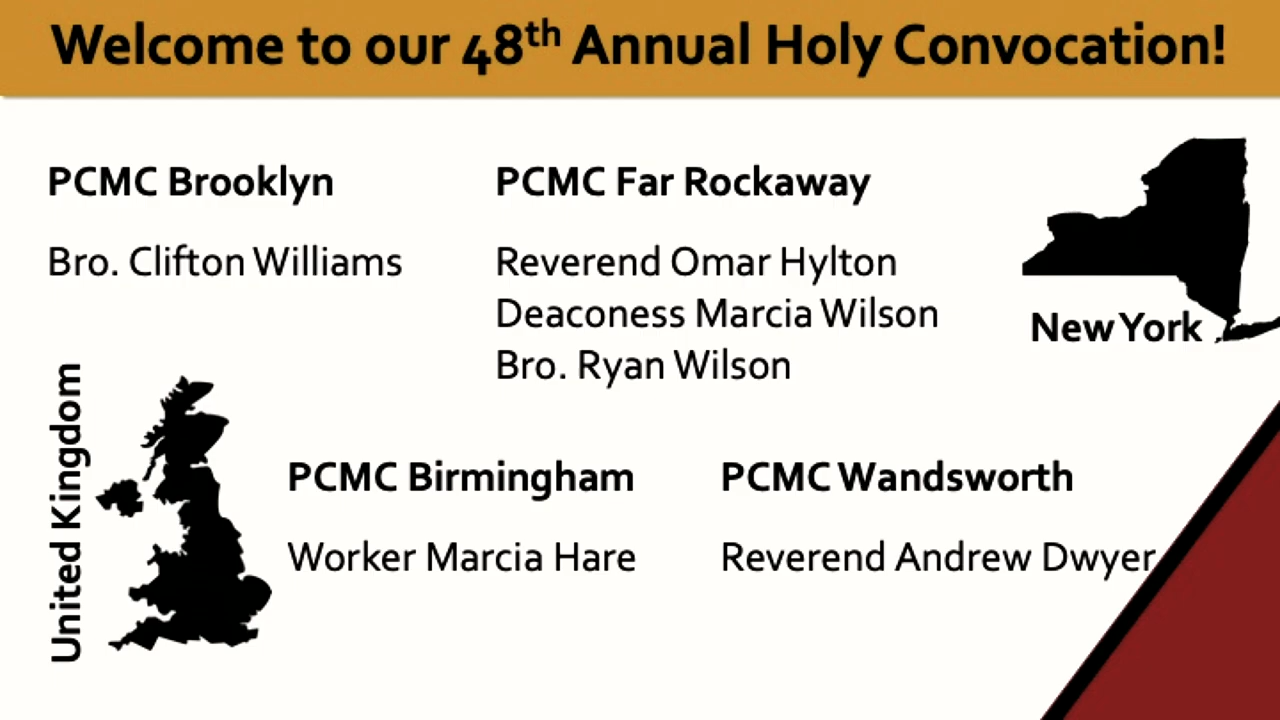 Welcome to our 48th Annual Holy Convocation!
PCMC Brooklyn
Bro. Clifton Williams
PCMC Far Rockaway
Reverend Omar Hylton
Deaconess Marcia Wilson
Bro. Ryan Wilson
New York
United Kingdom
PCMC Birmingham
Worker Marcia Hare
PCMC Wandsworth
Reverend Andrew Dwyer